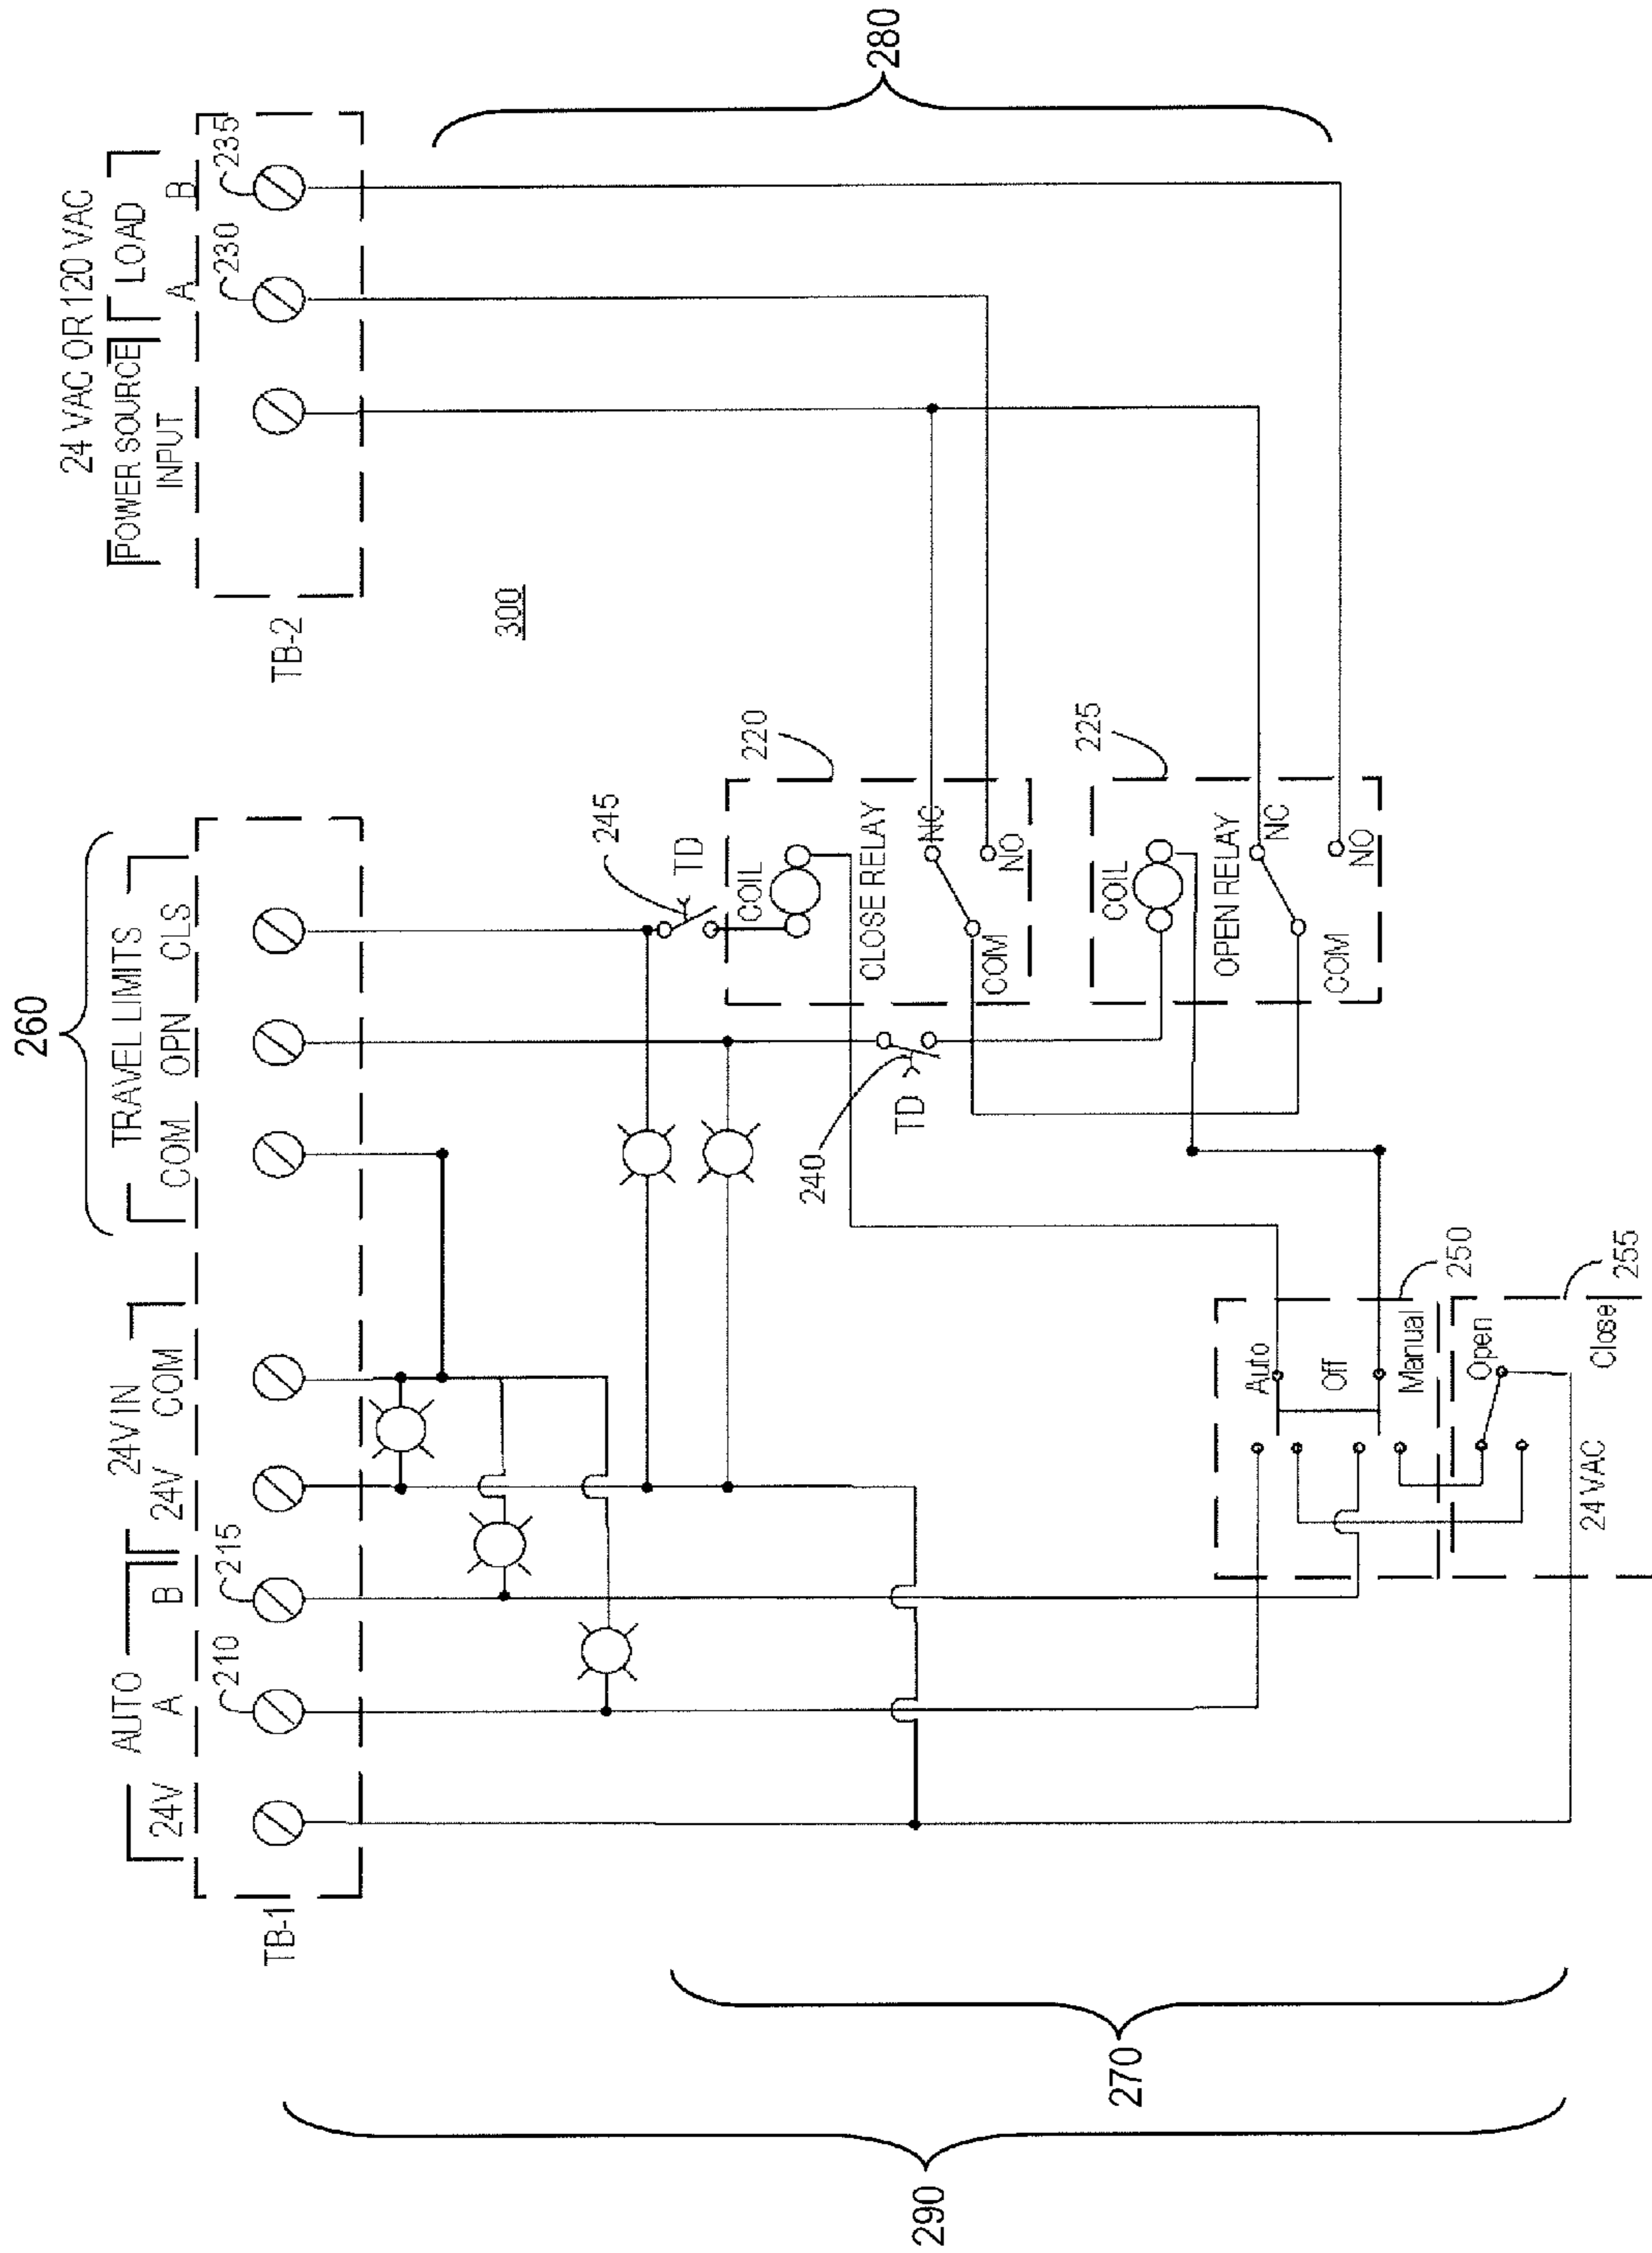 260
280
24 VAC OR 120 VAC
POWER SOURCE
INPUT
LOAD
A
B
230
235
TB-2
TRAVEL LIMITS
COM
OPN
CLS
24V IN
24V
COM
AUTO
24V
A
B
210
215
TB-1
300
245
TD
220
COIL
CLOSE RELAY
NC
NO
COM
240
TD
225
COIL
OPEN RELAY
NC
NO
COM
250
Auto
Off
Manual
255
Open
Close
24 VAC
270
290